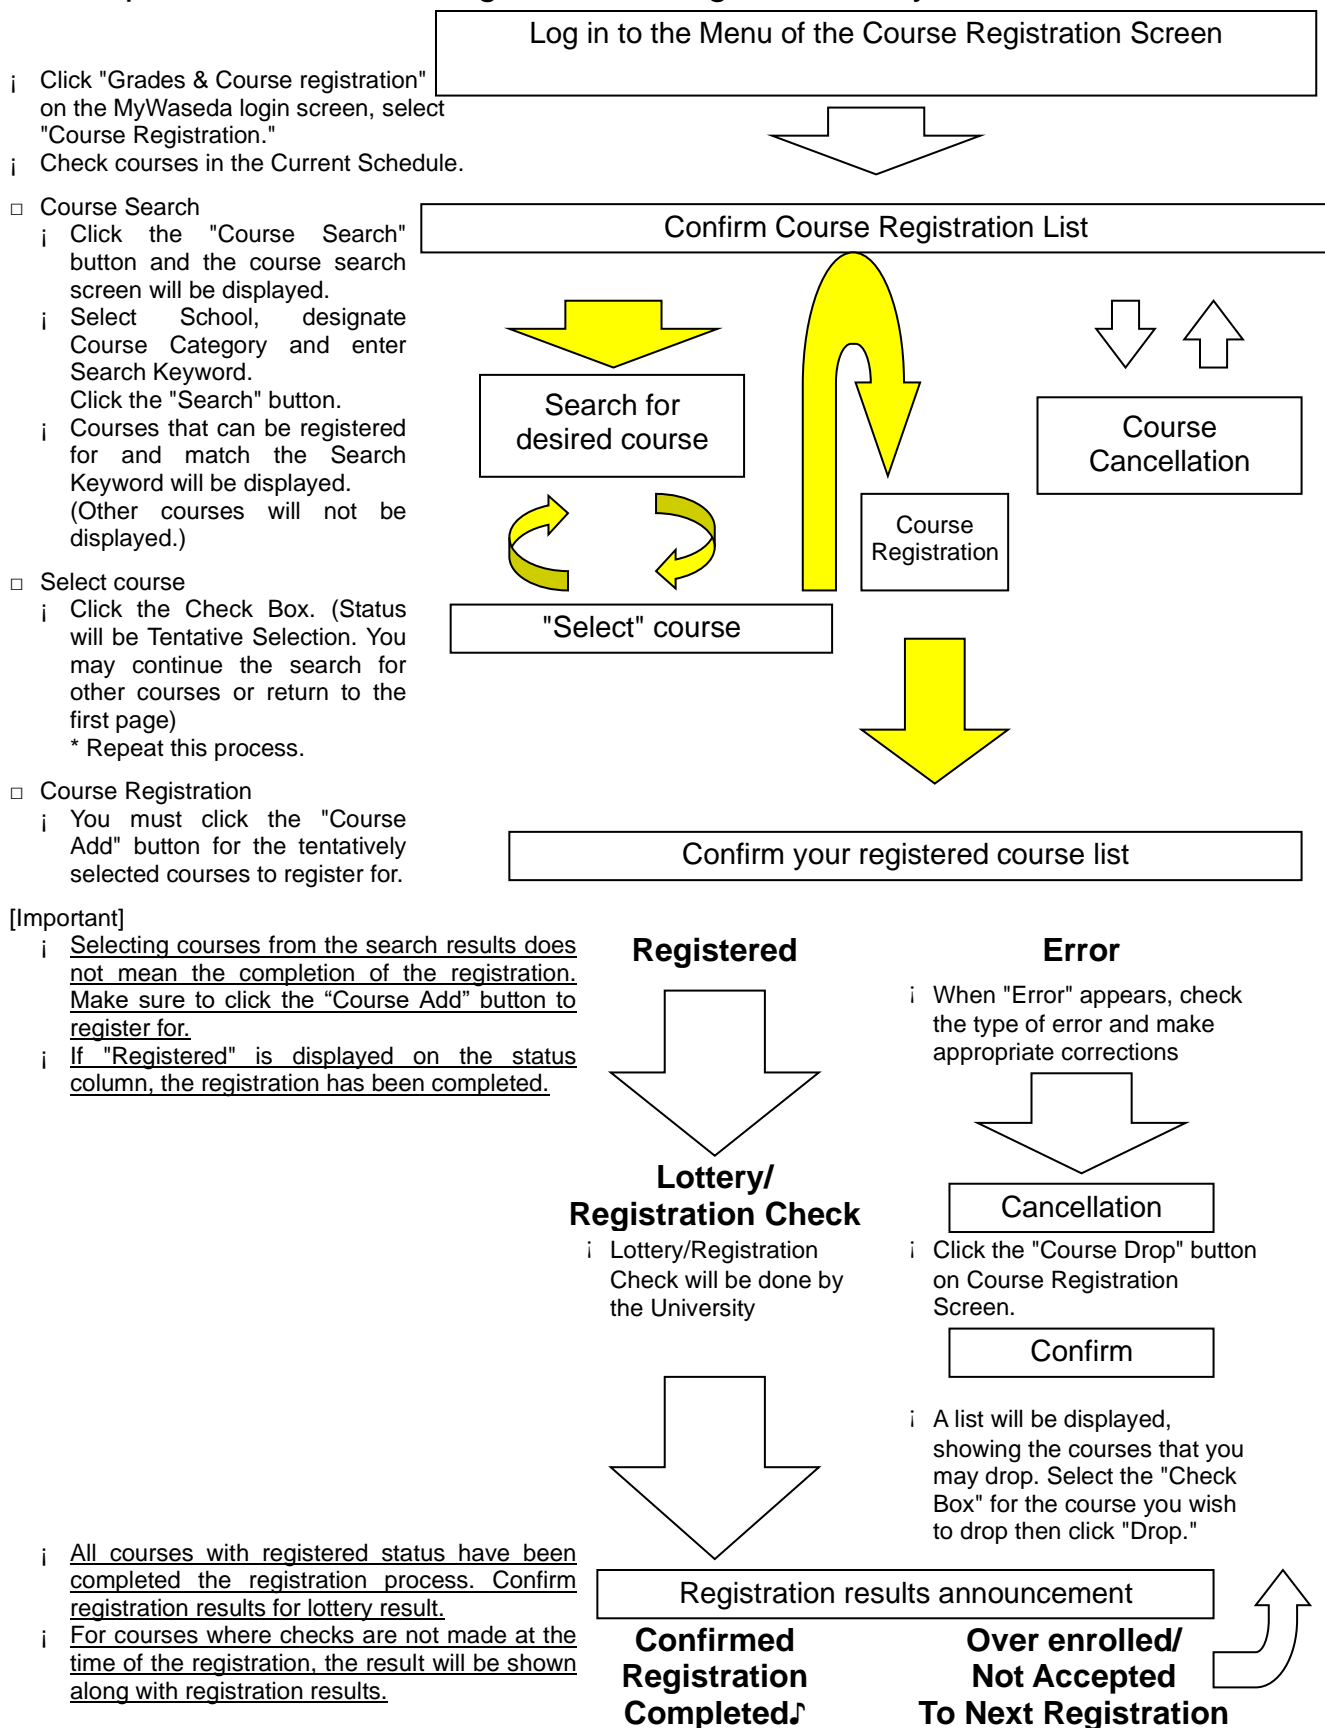 Log in to the Menu of the Course Registration Screen
¡ Click "Grades & Course registration"
on the MyWaseda login screen, select
"Course Registration."
¡ Check courses in the Current Schedule.
□ Course Search
¡ Click the "Course Search"
button and the course search
screen will be displayed.
¡ Select School, designate
Course Category and enter
Search Keyword.
Click the "Search" button.
¡ Courses that can be registered
for and match the Search
Keyword will be displayed.
(Other courses will not be
displayed.)
□ Select course
¡ Click the Check Box. (Status
will be Tentative Selection. You
may continue the search for
other courses or return to the
first page)
* Repeat this process.
□ Course Registration
¡ You must click the "Course
Add" button for the tentatively
selected courses to register for.
Confirm Course Registration List
Search for
desired course
Course
Registration
Course
Cancellation
"Select" course
Confirm your registered course list
[Important]
¡ Selecting courses from the search results does
not mean the completion of the registration.
Make sure to click the “Course Add” button to
register for.
¡ If "Registered" is displayed on the status
column, the registration has been completed.
Registered
Error
¡ When "Error" appears, check
the type of error and make
appropriate corrections
Lottery/
Registration Check
¡ Lottery/Registration
Check will be done by
the University
Cancellation
¡ Click the "Course Drop" button
on Course Registration
Screen.
Confirm
¡ A list will be displayed,
showing the courses that you
may drop. Select the "Check
Box" for the course you wish
to drop then click "Drop."
¡ All courses with registered status have been
completed the registration process. Confirm
registration results for lottery result.
¡ For courses where checks are not made at the
time of the registration, the result will be shown
along with registration results.
Registration results announcement
Confirmed
Registration
Completed♪
Over enrolled/
Not Accepted
To Next Registration